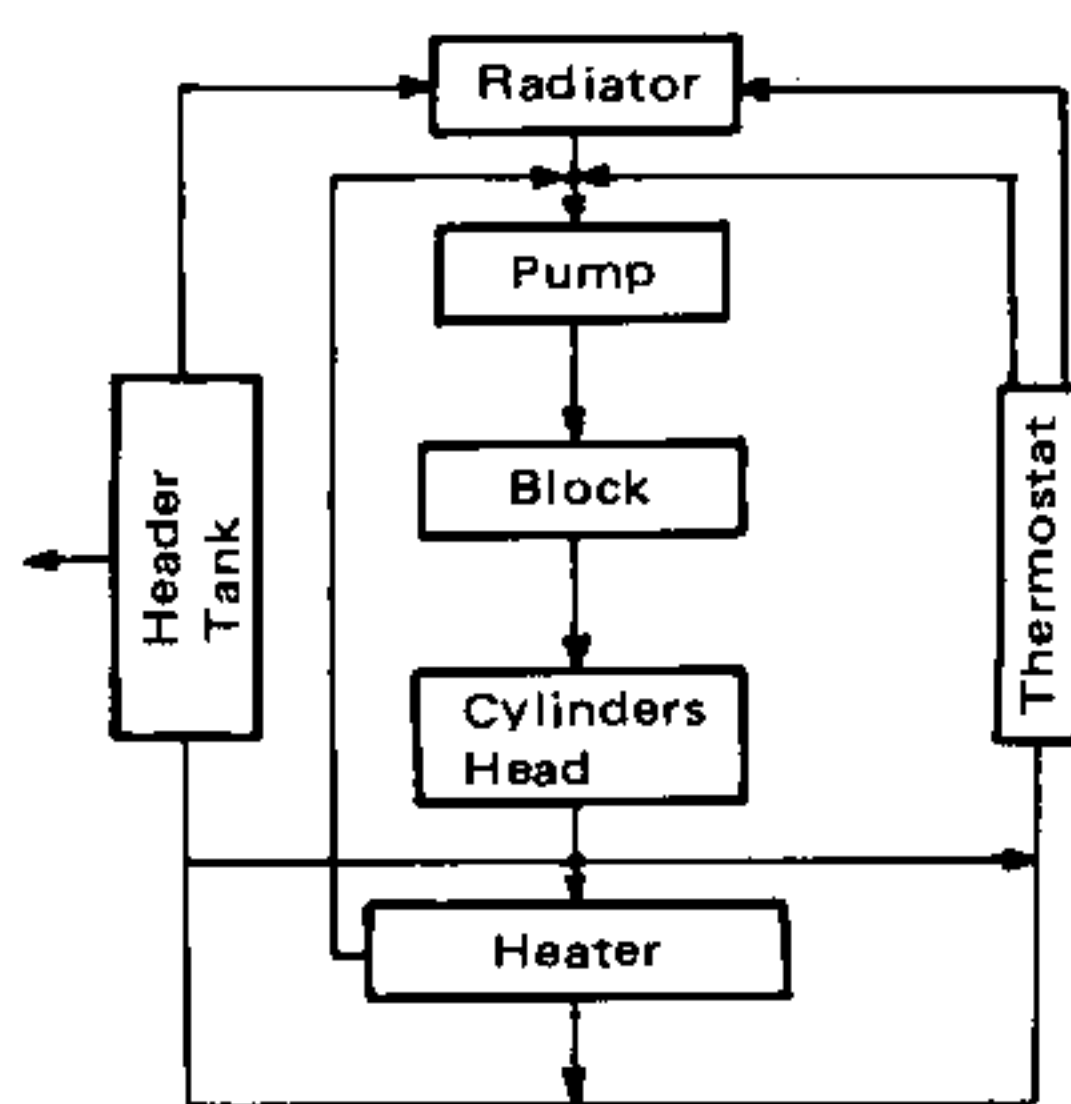 Radiator
Pump
Block
Header
Tank
Thermostat
Cylinders
Head
Heater